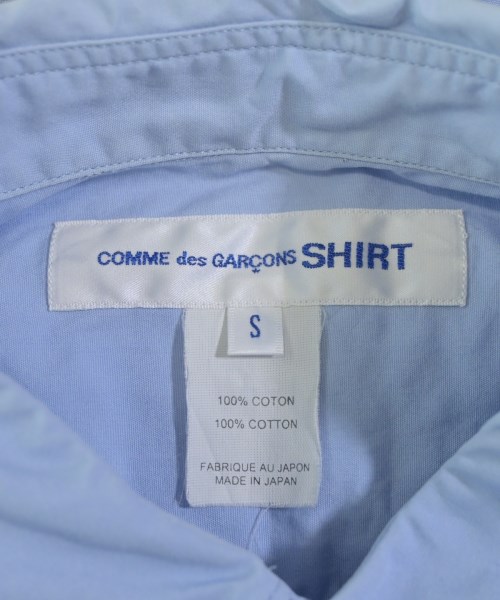 COMME des GARÇONS SHIRT
S
100% COTON
100% COTTON
FABRIQUE AU JAPON
MADE IN JAPAN